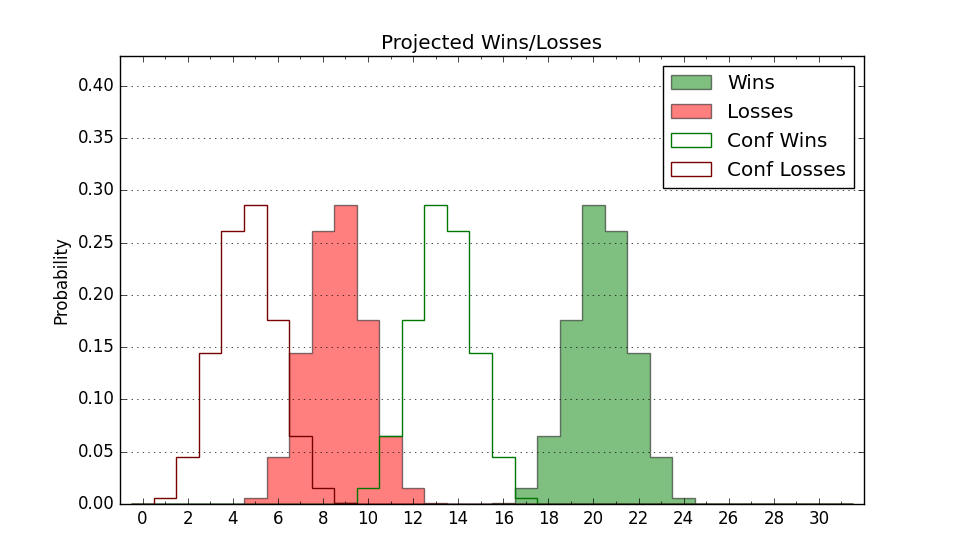 Projected Wins/Losses
Wins
Losses
Conf Wins
Conf Losses
Probability
0.40
0.35
0.30
0.25
0.20
0.15
0.10
0.05
0.00
0 2 4 6 8 10 12 14 16 18 20 22 24 26 28 30